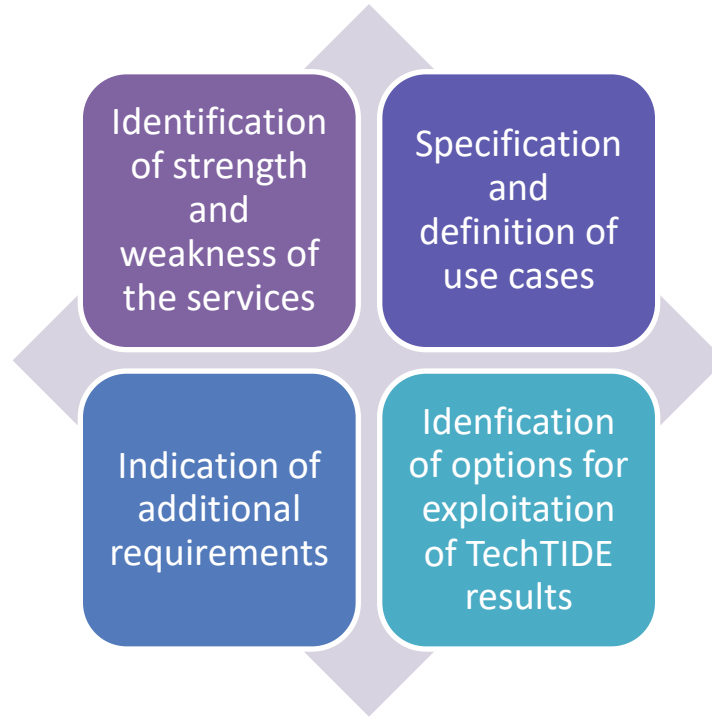 Identification
of strength
and
weakness of
the services
Specification
and
definition of
use cases
Indication of
additional
requirements
Idenfication
of options for
exploitation
of TechTIDE
results